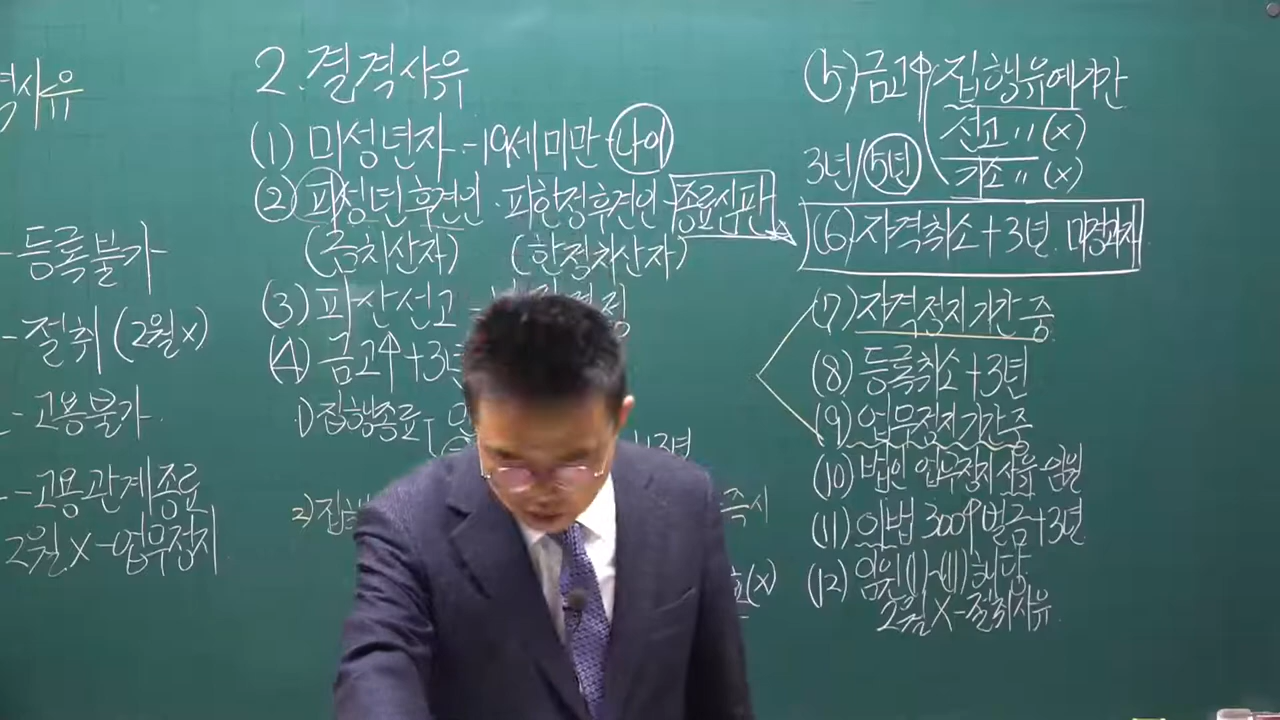 사유
- 등록불가
- 절취 (2월x)
- 고용불가
- 고용관계종료
2월X - 업무정지
2. 결격사유
(1) 미성년자 - 19세미만 - 나이
(2) 피성년후견인 · 피한정후견인 - 종료심판
(금치산자) (한정치산자)
(3) 파산선고 -
(4) 금고↑+3년
1) 집행종료 -
3년
2) 집행
즉시
(x)
(5) 금고↑ 집행유예기간
선고 〃 (x)
3년/5년 기소 〃 (x)
(6) 자격취소+3년 미경과자
(7) 자격정지기간 중
(8) 등록취소+3년
(9) 업무정지기간 중
(10) 법인 업무정지 사유 - 임원
(11) 이법 300↑벌금+3년
(12) 임원(1)~(11) 해당
2월X - 절취사유